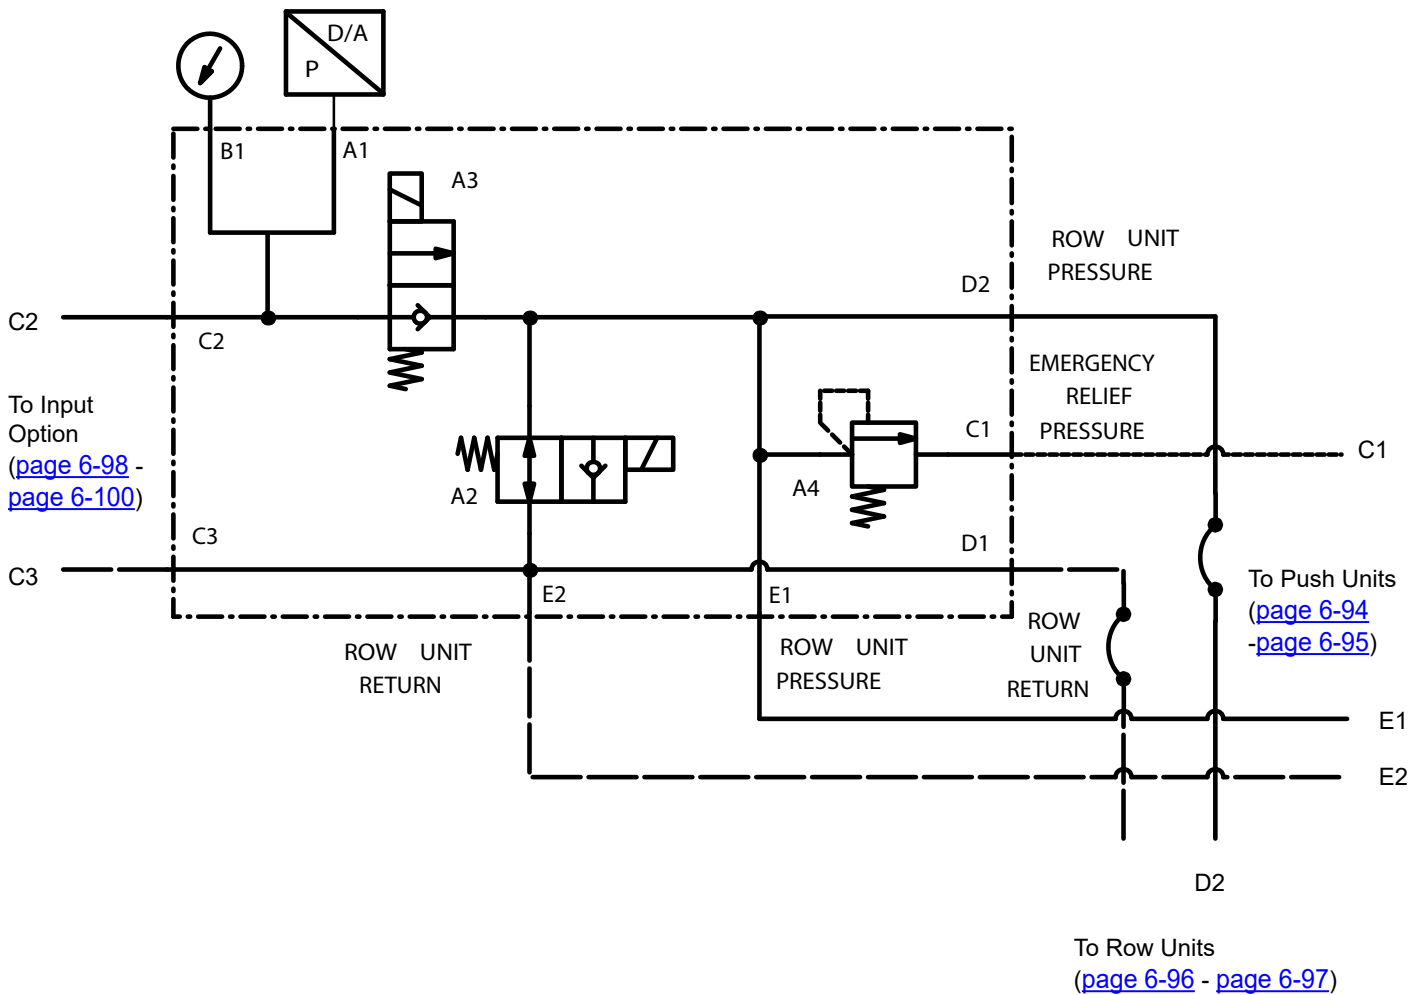 D/A
P
B1
A1
A3
ROW UNIT
PRESSURE
D2
C2
C2
EMERGENCY
RELIEF
PRESSURE
C1
C1
To Input
Option
(page 6-98 -
page 6-100)
A2
A4
C3
D1
C3
E2
E1
To Push Units
(page 6-94
-page 6-95)
ROW UNIT
RETURN
ROW UNIT
PRESSURE
ROW
UNIT
RETURN
E1
E2
D2
To Row Units
(page 6-96 - page 6-97)